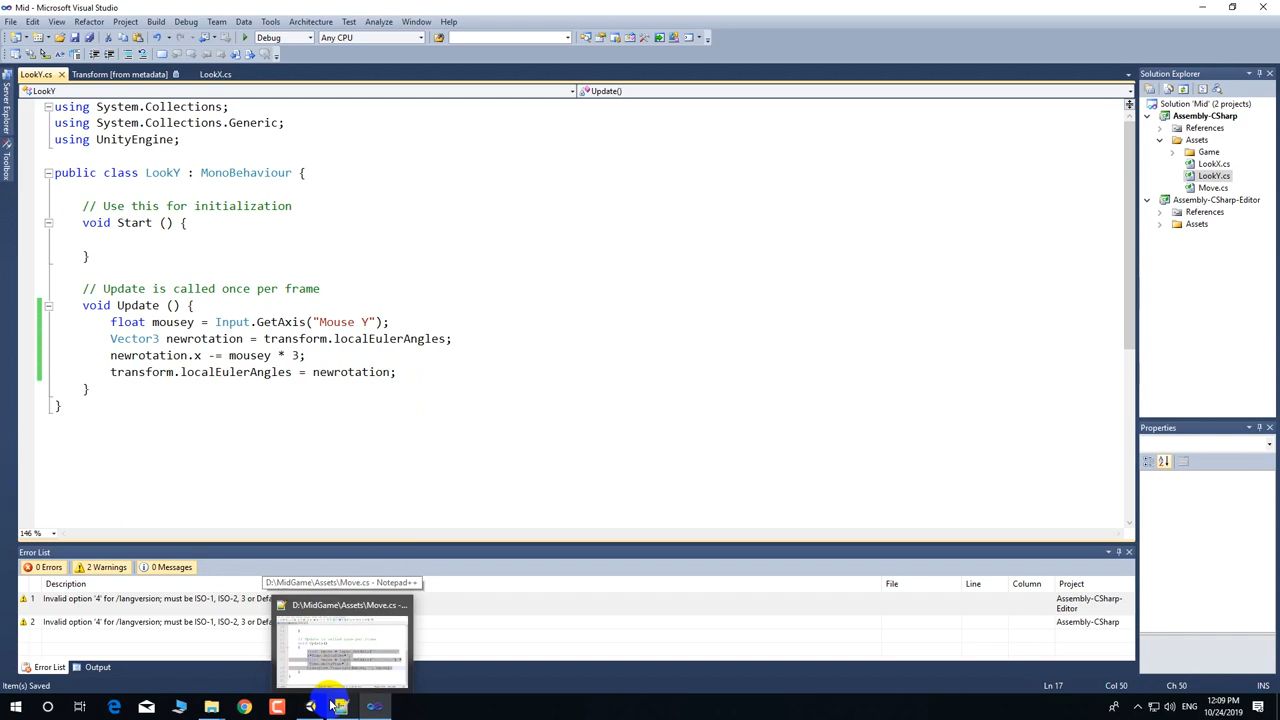 Mid - Microsoft Visual Studio
File Edit View Refactor Project Build Debug Team Data Tools Architecture Test Analyze Window Help
Debug Any CPU
LookY.cs Transform [from metadata] LookX.cs
LookY Update()
using System.Collections;
using System.Collections.Generic;
using UnityEngine;
public class LookY : MonoBehaviour {
// Use this for initialization
void Start () {
}
// Update is called once per frame
void Update () {
float mousey = Input.GetAxis("Mouse Y");
Vector3 newrotation = transform.localEulerAngles;
newrotation.x -= mousey * 3;
transform.localEulerAngles = newrotation;
}
}
146 %
Server Explorer
Toolbox
Solution Explorer
Solution 'Mid' (2 projects)
Assembly-CSharp
References
Assets
Game
LookX.cs
LookY.cs
Move.cs
Assembly-CSharp-Editor
References
Assets
Properties
Error List
0 Errors 2 Warnings 0 Messages
Description File Line Column Project
1 Invalid option '4' for /langversion; must be ISO-1, ISO-2, 3 or Def Assembly-CSharp-Editor
2 Invalid option '4' for /langversion; must be ISO-1, ISO-2, 3 or Def Assembly-CSharp
D:\MidGame\Assets\Move.cs - Notepad++
D:\MidGame\Assets\Move.cs -...
Error List Output
Item(s) Saved Ln 17 Col 50 Ch 50 INS
ENG 12:09 PM 10/24/2019